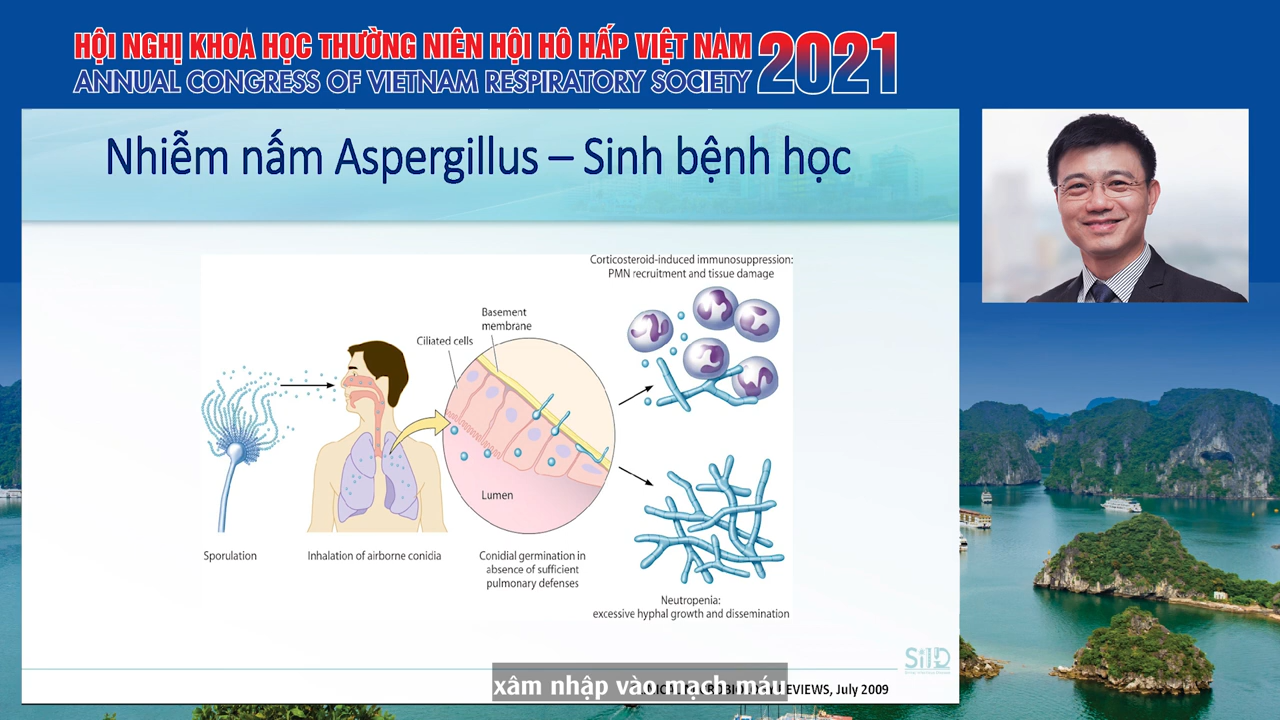 HỘI NGHỊ KHOA HỌC THƯỜNG NIÊN HỘI HÔ HẤP VIỆT NAM 2021
ANNUAL CONGRESS OF VIETNAM RESPIRATORY SOCIETY
Nhiễm nấm Aspergillus – Sinh bệnh học
Corticosteroid-induced immunosuppression:
PMN recruitment and tissue damage
Basement
membrane
Ciliated cells
Lumen
Sporulation
Inhalation of airborne conidia
Conidial germination in
absence of sufficient
pulmonary defenses
Neutropenia:
excessive hyphal growth and dissemination
xâm nhập vào mạch máu
July 2009